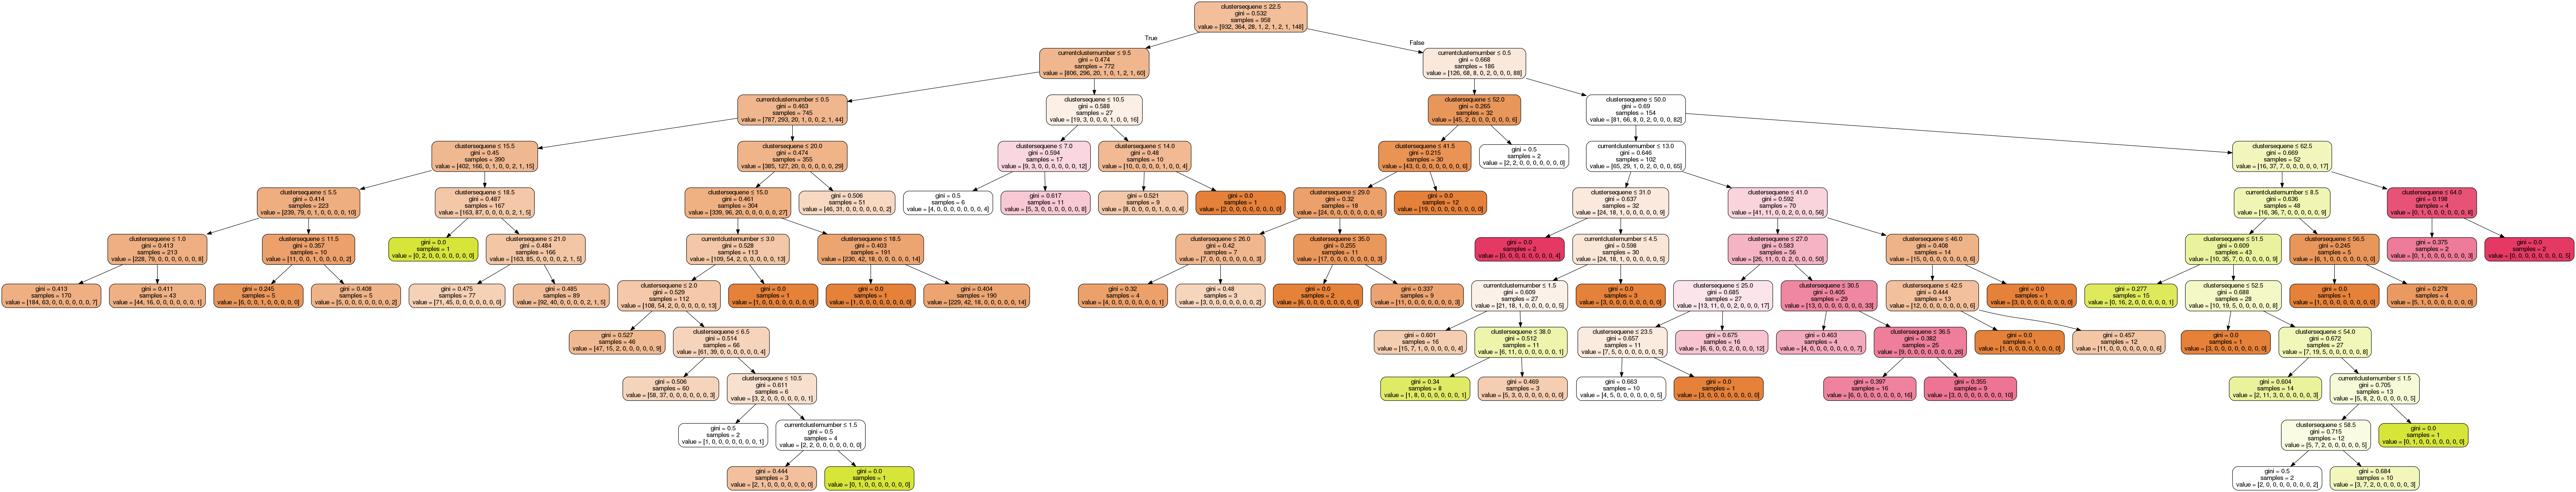 clustersequene ≤ 22.5
gini = 0.532
samples = 958
value = [932, 364, 28, 1, 2, 1, 2, 1, 148]
True
False
currentclusternumber ≤ 9.5
gini = 0.474
samples = 772
value = [806, 296, 20, 1, 0, 1, 2, 1, 60]
currentclusternumber ≤ 0.5
gini = 0.668
samples = 186
value = [126, 68, 8, 0, 2, 0, 0, 0, 88]
currentclusternumber ≤ 0.5
gini = 0.463
samples = 745
value = [787, 293, 20, 1, 0, 0, 2, 1, 44]
clustersequene ≤ 10.5
gini = 0.588
samples = 27
value = [19, 3, 0, 0, 0, 1, 0, 0, 16]
clustersequene ≤ 52.0
gini = 0.265
samples = 32
value = [45, 2, 0, 0, 0, 0, 0, 0, 6]
clustersequene ≤ 50.0
gini = 0.69
samples = 154
value = [81, 66, 8, 0, 2, 0, 0, 0, 82]
clustersequene ≤ 15.5
gini = 0.45
samples = 390
value = [402, 166, 0, 1, 0, 0, 2, 1, 15]
clustersequene ≤ 20.0
gini = 0.474
samples = 355
value = [385, 127, 20, 0, 0, 0, 0, 0, 29]
clustersequene ≤ 7.0
gini = 0.594
samples = 17
value = [9, 3, 0, 0, 0, 0, 0, 0, 12]
clustersequene ≤ 14.0
gini = 0.48
samples = 10
value = [10, 0, 0, 0, 0, 1, 0, 0, 4]
clustersequene ≤ 41.5
gini = 0.215
samples = 30
value = [43, 0, 0, 0, 0, 0, 0, 0, 6]
gini = 0.5
samples = 2
value = [2, 2, 0, 0, 0, 0, 0, 0, 0]
currentclusternumber ≤ 13.0
gini = 0.646
samples = 102
value = [65, 29, 1, 0, 2, 0, 0, 0, 65]
clustersequene ≤ 62.5
gini = 0.669
samples = 52
value = [16, 37, 7, 0, 0, 0, 0, 0, 17]
clustersequene ≤ 5.5
gini = 0.414
samples = 223
value = [239, 79, 0, 1, 0, 0, 0, 0, 10]
clustersequene ≤ 18.5
gini = 0.487
samples = 167
value = [163, 87, 0, 0, 0, 0, 2, 1, 5]
clustersequene ≤ 15.0
gini = 0.461
samples = 304
value = [339, 96, 20, 0, 0, 0, 0, 0, 27]
gini = 0.506
samples = 51
value = [46, 31, 0, 0, 0, 0, 0, 0, 2]
gini = 0.5
samples = 6
value = [4, 0, 0, 0, 0, 0, 0, 0, 4]
gini = 0.617
samples = 11
value = [5, 3, 0, 0, 0, 0, 0, 0, 8]
gini = 0.521
samples = 9
value = [8, 0, 0, 0, 0, 1, 0, 0, 4]
gini = 0.0
samples = 1
value = [2, 0, 0, 0, 0, 0, 0, 0, 0]
clustersequene ≤ 29.0
gini = 0.32
samples = 18
value = [24, 0, 0, 0, 0, 0, 0, 0, 6]
gini = 0.0
samples = 12
value = [19, 0, 0, 0, 0, 0, 0, 0, 0]
clustersequene ≤ 31.0
gini = 0.637
samples = 32
value = [24, 18, 1, 0, 0, 0, 0, 0, 9]
clustersequene ≤ 41.0
gini = 0.592
samples = 70
value = [41, 11, 0, 0, 2, 0, 0, 0, 56]
currentclusternumber ≤ 8.5
gini = 0.636
samples = 48
value = [16, 36, 7, 0, 0, 0, 0, 0, 9]
clustersequene ≤ 64.0
gini = 0.198
samples = 4
value = [0, 1, 0, 0, 0, 0, 0, 0, 8]
clustersequene ≤ 1.0
gini = 0.413
samples = 213
value = [228, 79, 0, 0, 0, 0, 0, 0, 8]
clustersequene ≤ 11.5
gini = 0.357
samples = 10
value = [11, 0, 0, 1, 0, 0, 0, 0, 2]
gini = 0.0
samples = 1
value = [0, 2, 0, 0, 0, 0, 0, 0, 0]
clustersequene ≤ 21.0
gini = 0.484
samples = 166
value = [163, 85, 0, 0, 0, 0, 2, 1, 5]
currentclusternumber ≤ 3.0
gini = 0.528
samples = 113
value = [109, 54, 2, 0, 0, 0, 0, 0, 13]
clustersequene ≤ 18.5
gini = 0.403
samples = 191
value = [230, 42, 18, 0, 0, 0, 0, 0, 14]
clustersequene ≤ 26.0
gini = 0.42
samples = 7
value = [7, 0, 0, 0, 0, 0, 0, 0, 3]
clustersequene ≤ 35.0
gini = 0.255
samples = 11
value = [17, 0, 0, 0, 0, 0, 0, 0, 3]
gini = 0.0
samples = 2
value = [0, 0, 0, 0, 0, 0, 0, 0, 4]
currentclusternumber ≤ 4.5
gini = 0.598
samples = 30
value = [24, 18, 1, 0, 0, 0, 0, 0, 5]
clustersequene ≤ 27.0
gini = 0.583
samples = 56
value = [26, 11, 0, 0, 2, 0, 0, 0, 50]
clustersequene ≤ 46.0
gini = 0.408
samples = 14
value = [15, 0, 0, 0, 0, 0, 0, 0, 6]
clustersequene ≤ 51.5
gini = 0.609
samples = 43
value = [10, 35, 7, 0, 0, 0, 0, 0, 9]
clustersequene ≤ 56.5
gini = 0.245
samples = 5
value = [6, 1, 0, 0, 0, 0, 0, 0, 0]
gini = 0.375
samples = 2
value = [0, 1, 0, 0, 0, 0, 0, 0, 3]
gini = 0.0
samples = 2
value = [0, 0, 0, 0, 0, 0, 0, 0, 5]
gini = 0.413
samples = 170
value = [184, 63, 0, 0, 0, 0, 0, 0, 7]
gini = 0.411
samples = 43
value = [44, 16, 0, 0, 0, 0, 0, 0, 1]
gini = 0.245
samples = 5
value = [6, 0, 0, 1, 0, 0, 0, 0, 0]
gini = 0.408
samples = 5
value = [5, 0, 0, 0, 0, 0, 0, 0, 2]
gini = 0.475
samples = 77
value = [71, 45, 0, 0, 0, 0, 0, 0, 0]
gini = 0.485
samples = 89
value = [92, 40, 0, 0, 0, 0, 2, 1, 5]
clustersequene ≤ 2.0
gini = 0.529
samples = 112
value = [108, 54, 2, 0, 0, 0, 0, 0, 13]
gini = 0.0
samples = 1
value = [1, 0, 0, 0, 0, 0, 0, 0, 0]
gini = 0.0
samples = 1
value = [1, 0, 0, 0, 0, 0, 0, 0, 0]
gini = 0.404
samples = 190
value = [229, 42, 18, 0, 0, 0, 0, 0, 14]
gini = 0.32
samples = 4
value = [4, 0, 0, 0, 0, 0, 0, 0, 1]
gini = 0.48
samples = 3
value = [3, 0, 0, 0, 0, 0, 0, 0, 2]
gini = 0.0
samples = 2
value = [6, 0, 0, 0, 0, 0, 0, 0, 0]
gini = 0.337
samples = 9
value = [11, 0, 0, 0, 0, 0, 0, 0, 3]
currentclusternumber ≤ 1.5
gini = 0.609
samples = 27
value = [21, 18, 1, 0, 0, 0, 0, 0, 5]
gini = 0.0
samples = 3
value = [3, 0, 0, 0, 0, 0, 0, 0, 0]
clustersequene ≤ 25.0
gini = 0.685
samples = 27
value = [13, 11, 0, 0, 2, 0, 0, 0, 17]
clustersequene ≤ 30.5
gini = 0.405
samples = 29
value = [13, 0, 0, 0, 0, 0, 0, 0, 33]
clustersequene ≤ 42.5
gini = 0.444
samples = 13
value = [12, 0, 0, 0, 0, 0, 0, 0, 6]
gini = 0.0
samples = 1
value = [3, 0, 0, 0, 0, 0, 0, 0, 0]
gini = 0.277
samples = 15
value = [0, 16, 2, 0, 0, 0, 0, 0, 1]
clustersequene ≤ 52.5
gini = 0.688
samples = 28
value = [10, 19, 5, 0, 0, 0, 0, 0, 8]
gini = 0.0
samples = 1
value = [1, 0, 0, 0, 0, 0, 0, 0, 0]
gini = 0.278
samples = 4
value = [5, 1, 0, 0, 0, 0, 0, 0, 0]
gini = 0.527
samples = 46
value = [47, 15, 2, 0, 0, 0, 0, 0, 9]
clustersequene ≤ 6.5
gini = 0.514
samples = 66
value = [61, 39, 0, 0, 0, 0, 0, 0, 4]
gini = 0.601
samples = 16
value = [15, 7, 1, 0, 0, 0, 0, 0, 4]
clustersequene ≤ 38.0
gini = 0.512
samples = 11
value = [6, 11, 0, 0, 0, 0, 0, 0, 1]
clustersequene ≤ 23.5
gini = 0.657
samples = 11
value = [7, 5, 0, 0, 0, 0, 0, 0, 5]
gini = 0.675
samples = 16
value = [6, 6, 0, 0, 2, 0, 0, 0, 12]
gini = 0.463
samples = 4
value = [4, 0, 0, 0, 0, 0, 0, 0, 7]
clustersequene ≤ 36.5
gini = 0.382
samples = 25
value = [9, 0, 0, 0, 0, 0, 0, 0, 26]
gini = 0.0
samples = 1
value = [1, 0, 0, 0, 0, 0, 0, 0, 0]
gini = 0.457
samples = 12
value = [11, 0, 0, 0, 0, 0, 0, 0, 6]
gini = 0.0
samples = 1
value = [3, 0, 0, 0, 0, 0, 0, 0, 0]
clustersequene ≤ 54.0
gini = 0.672
samples = 27
value = [7, 19, 5, 0, 0, 0, 0, 0, 8]
gini = 0.506
samples = 60
value = [58, 37, 0, 0, 0, 0, 0, 0, 3]
clustersequene ≤ 10.5
gini = 0.611
samples = 6
value = [3, 2, 0, 0, 0, 0, 0, 0, 1]
gini = 0.34
samples = 8
value = [1, 8, 0, 0, 0, 0, 0, 0, 1]
gini = 0.469
samples = 3
value = [5, 3, 0, 0, 0, 0, 0, 0, 0]
gini = 0.663
samples = 10
value = [4, 5, 0, 0, 0, 0, 0, 0, 5]
gini = 0.0
samples = 1
value = [3, 0, 0, 0, 0, 0, 0, 0, 0]
gini = 0.397
samples = 16
value = [6, 0, 0, 0, 0, 0, 0, 0, 16]
gini = 0.355
samples = 9
value = [3, 0, 0, 0, 0, 0, 0, 0, 10]
gini = 0.604
samples = 14
value = [2, 11, 3, 0, 0, 0, 0, 0, 3]
currentclusternumber ≤ 1.5
gini = 0.705
samples = 13
value = [5, 8, 2, 0, 0, 0, 0, 0, 5]
gini = 0.5
samples = 2
value = [1, 0, 0, 0, 0, 0, 0, 0, 1]
currentclusternumber ≤ 1.5
gini = 0.5
samples = 4
value = [2, 2, 0, 0, 0, 0, 0, 0, 0]
clustersequene ≤ 58.5
gini = 0.715
samples = 12
value = [5, 7, 2, 0, 0, 0, 0, 0, 5]
gini = 0.0
samples = 1
value = [0, 1, 0, 0, 0, 0, 0, 0, 0]
gini = 0.444
samples = 3
value = [2, 1, 0, 0, 0, 0, 0, 0, 0]
gini = 0.0
samples = 1
value = [0, 1, 0, 0, 0, 0, 0, 0, 0]
gini = 0.5
samples = 2
value = [2, 0, 0, 0, 0, 0, 0, 0, 2]
gini = 0.684
samples = 10
value = [3, 7, 2, 0, 0, 0, 0, 0, 3]